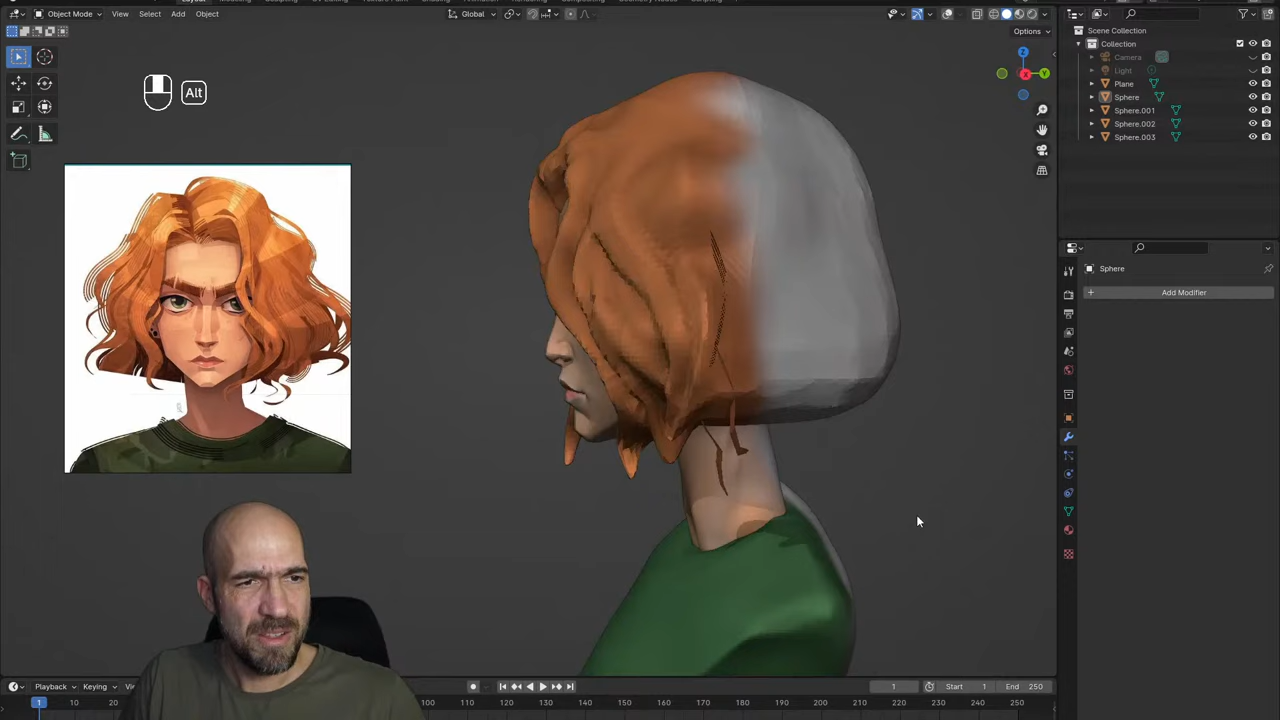 Object Mode
View
Select
Add
Object
Global
Options
Alt
Z
X
Y
Scene Collection
Collection
Camera
Light
Plane
Sphere
Sphere.001
Sphere.002
Sphere.003
Sphere
+ Add Modifier
Playback
Keying
1
Start 1
End 250
1
10
20
100
110
120
130
140
150
160
170
180
190
200
210
220
230
240
250